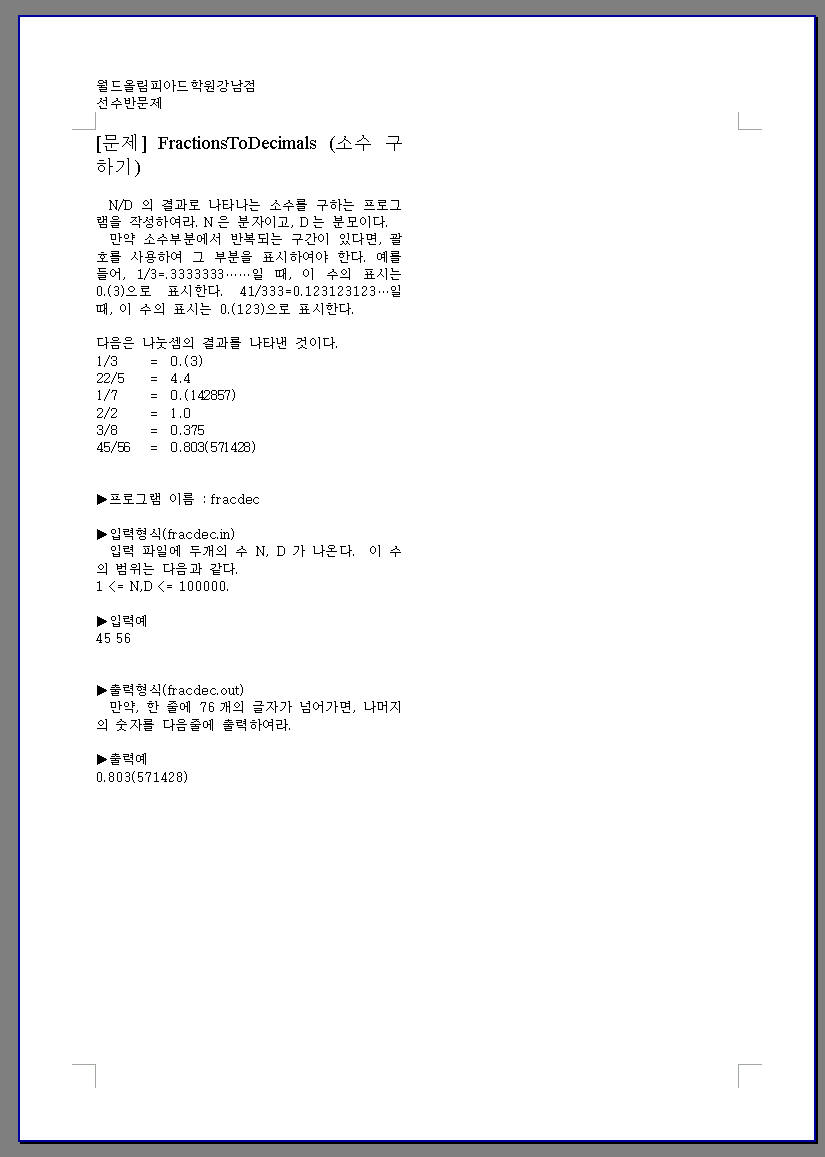 월드올림피아드학원강남점
선수반문제
[문제] FractionsToDecimals (소수 구
하기)
N/D 의 결과로 나타나는 소수를 구하는 프로그
램을 작성하여라. N은 분자이고, D는 분모이다.
만약 소수부분에서 반복되는 구간이 있다면, 괄
호를 사용하여 그 부분을 표시하여야 한다. 예를
들어, 1/3=.3333333……일 때, 이 수의 표시는
0.(3)으로 표시한다. 41/333=0.123123123…일
때, 이 수의 표시는 0.(123)으로 표시한다.
다음은 나눗셈의 결과를 나타낸 것이다.
1/3 = 0.(3)
22/5 = 4.4
1/7 = 0.(142857)
2/2 = 1.0
3/8 = 0.375
45/56 = 0.803(571428)
▶프로그램 이름 : fracdec
▶입력형식(fracdec.in)
입력 파일에 두개의 수 N, D 가 나온다. 이 수
의 범위는 다음과 같다.
1 <= N,D <= 100000.
▶입력예
45 56
▶출력형식(fracdec.out)
만약, 한 줄에 76개의 글자가 넘어가면, 나머지
의 숫자를 다음줄에 출력하여라.
▶출력예
0.803(571428)